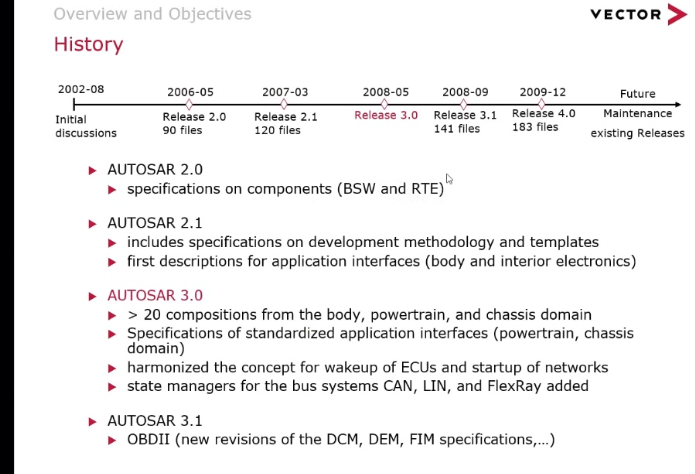 Overview and Objectives
VECTOR
History
2002-08 2006-05 2007-03 2008-05 2008-09 2009-12 Future
Initial discussions
Release 2.0
90 files
Release 2.1
120 files
Release 3.0
Release 3.1
141 files
Release 4.0
183 files
Maintenance
existing Releases
AUTOSAR 2.0
specifications on components (BSW and RTE)
AUTOSAR 2.1
includes specifications on development methodology and templates
first descriptions for application interfaces (body and interior electronics)
AUTOSAR 3.0
> 20 compositions from the body, powertrain, and chassis domain
Specifications of standardized application interfaces (powertrain, chassis
domain)
harmonized the concept for wakeup of ECUs and startup of networks
state managers for the bus systems CAN, LIN, and FlexRay added
AUTOSAR 3.1
OBDII (new revisions of the DCM, DEM, FIM specifications,...)